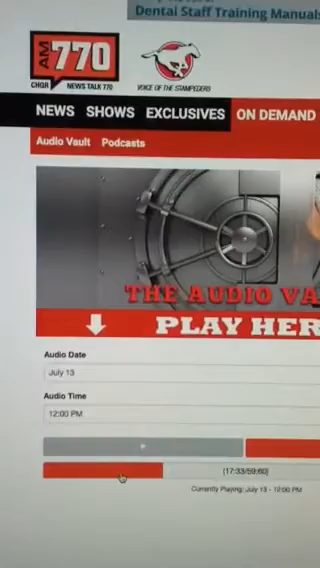 Dental Staff Training Manuals
AM 770
CHQR NEWS TALK 770
VOICE OF THE STAMPEDERS
NEWS SHOWS EXCLUSIVES ON DEMAND
Audio Vault Podcasts
THE AUDIO VA
PLAY HER
Audio Date
July 13
Audio Time
12:00 PM
(17:33/59:60)
Currently Playing: July 13 - 12:00 PM